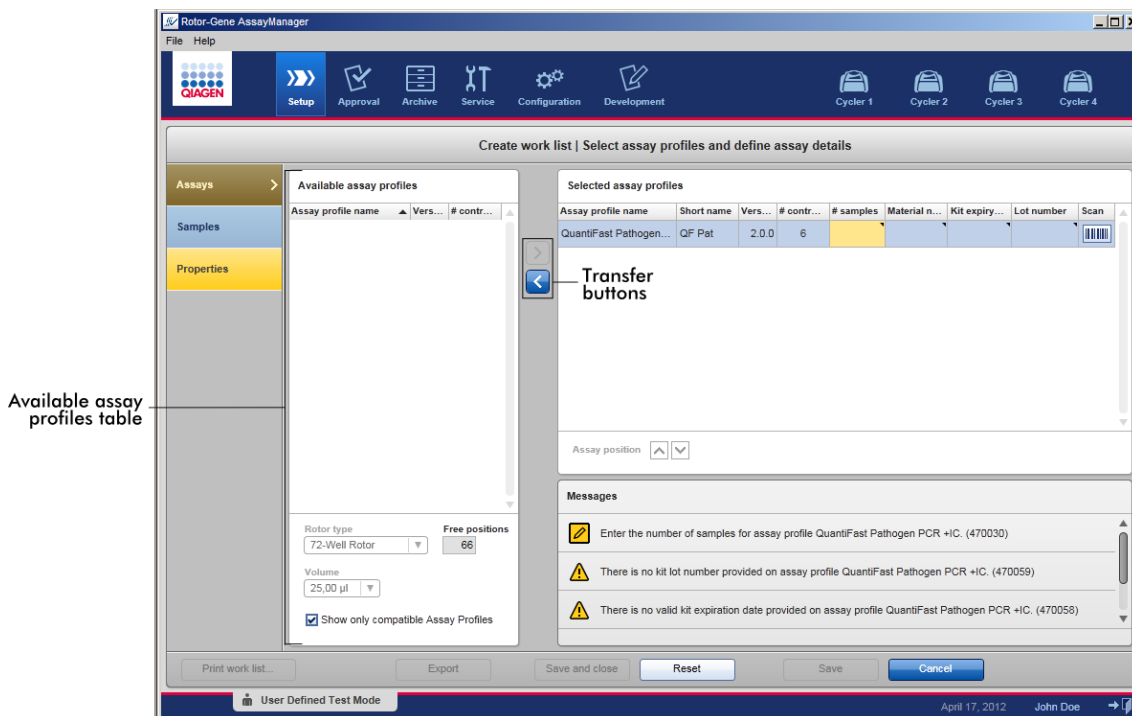 Rotor-Gene AssayManager
File Help
QIAGEN
Setup Approval Archive Service Configuration Development Cycler 1 Cycler 2 Cycler 3 Cycler 4
Create work list | Select assay profiles and define assay details
Assays
Samples
Properties
Available assay profiles
Assay profile name Vers... # contr...
Selected assay profiles
Assay profile name Short name Vers... # contr... # samples Material n... Kit expiry... Lot number Scan
QuantiFast Pathogen... QF Pat 2.0.0 6
Transfer
buttons
Available assay
profiles table
Assay position
Rotor type Free positions
72-Well Rotor 66
Volume
25,00 µl
Show only compatible Assay Profiles
Messages
Enter the number of samples for assay profile QuantiFast Pathogen PCR +IC. (470030)
There is no kit lot number provided on assay profile QuantiFast Pathogen PCR +IC. (470059)
There is no valid kit expiration date provided on assay profile QuantiFast Pathogen PCR +IC. (470058)
Print work list... Export Save and close Reset Save Cancel
User Defined Test Mode
April 17, 2012 John Doe